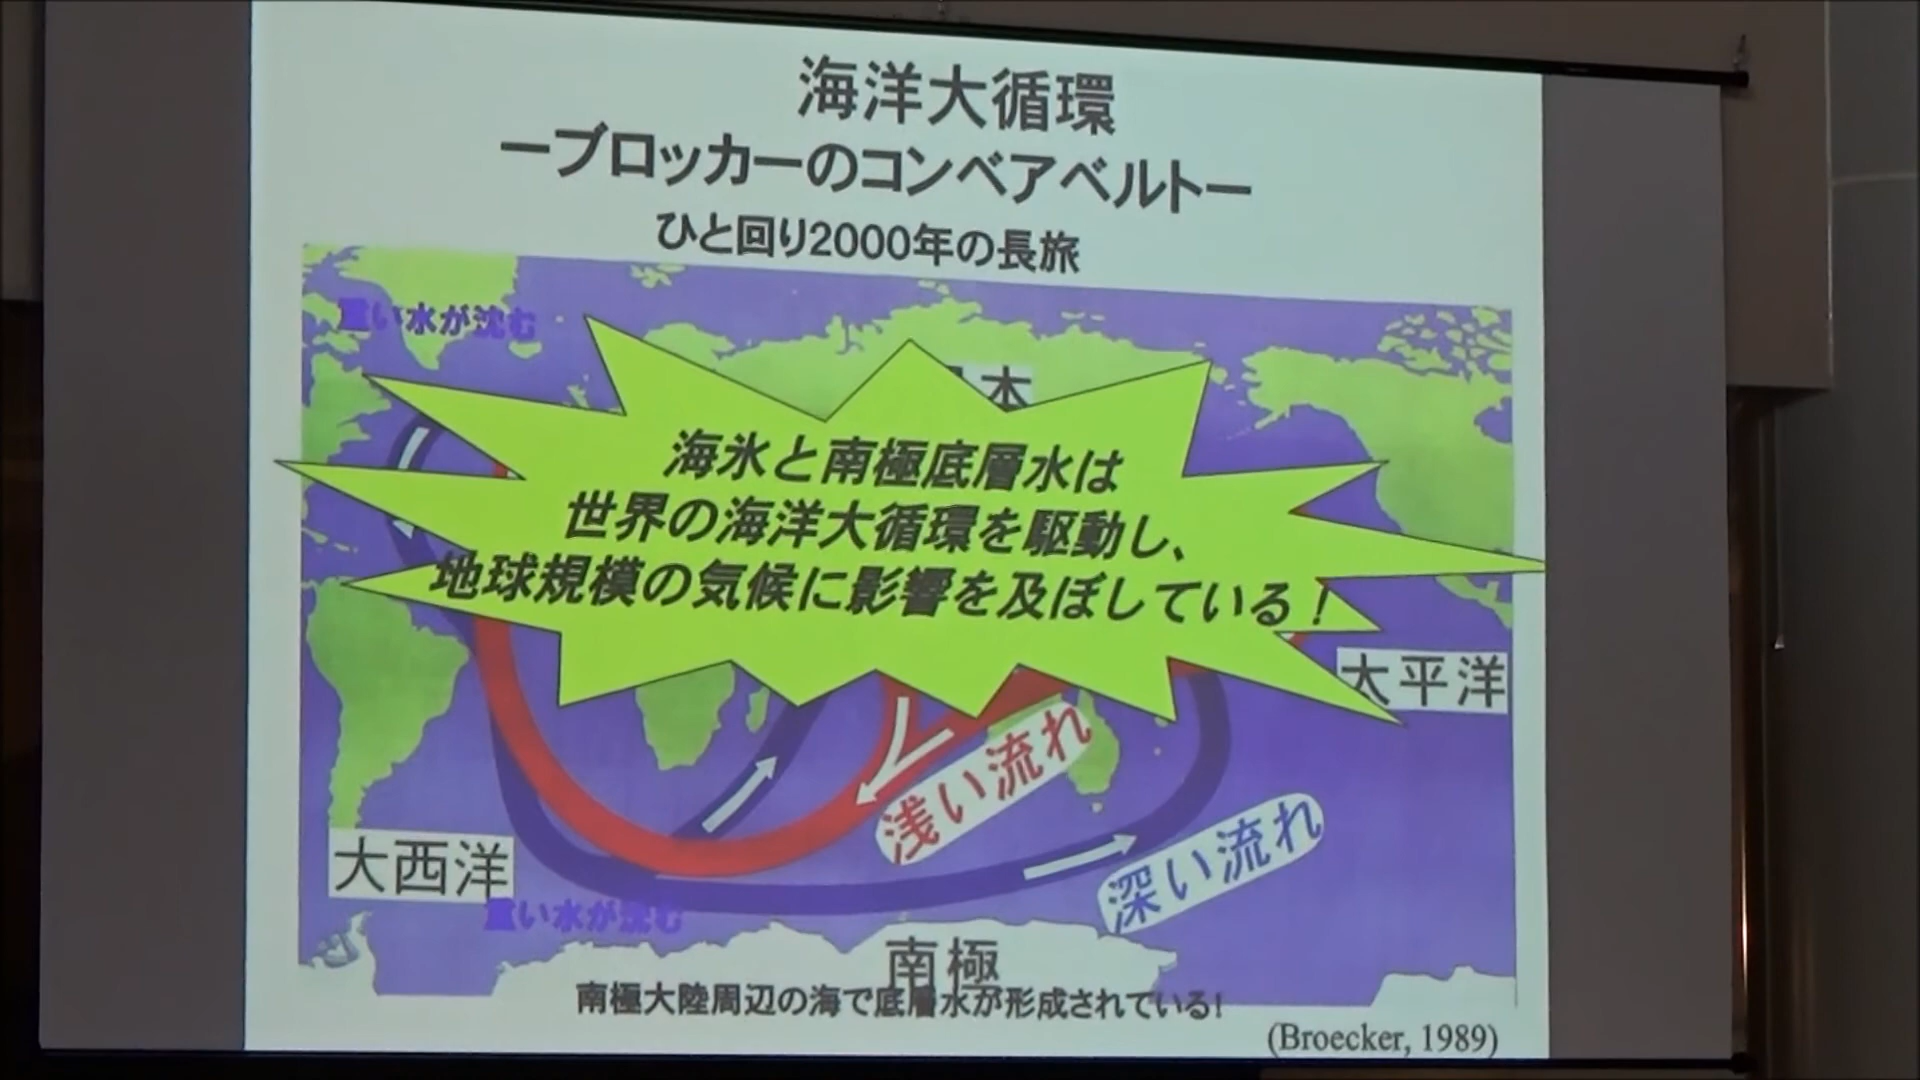 海洋大循環
ーブロッカーのコンベアベルトー
ひと回り2000年の長旅
重い水が沈む
海氷と南極底層水は
世界の海洋大循環を駆動し、
地球規模の気候に影響を及ぼしている!
太平洋
浅い流れ
深い流れ
大西洋
重い水が沈む
南極
南極大陸周辺の海で底層水が形成されている!
(Broecker, 1989)